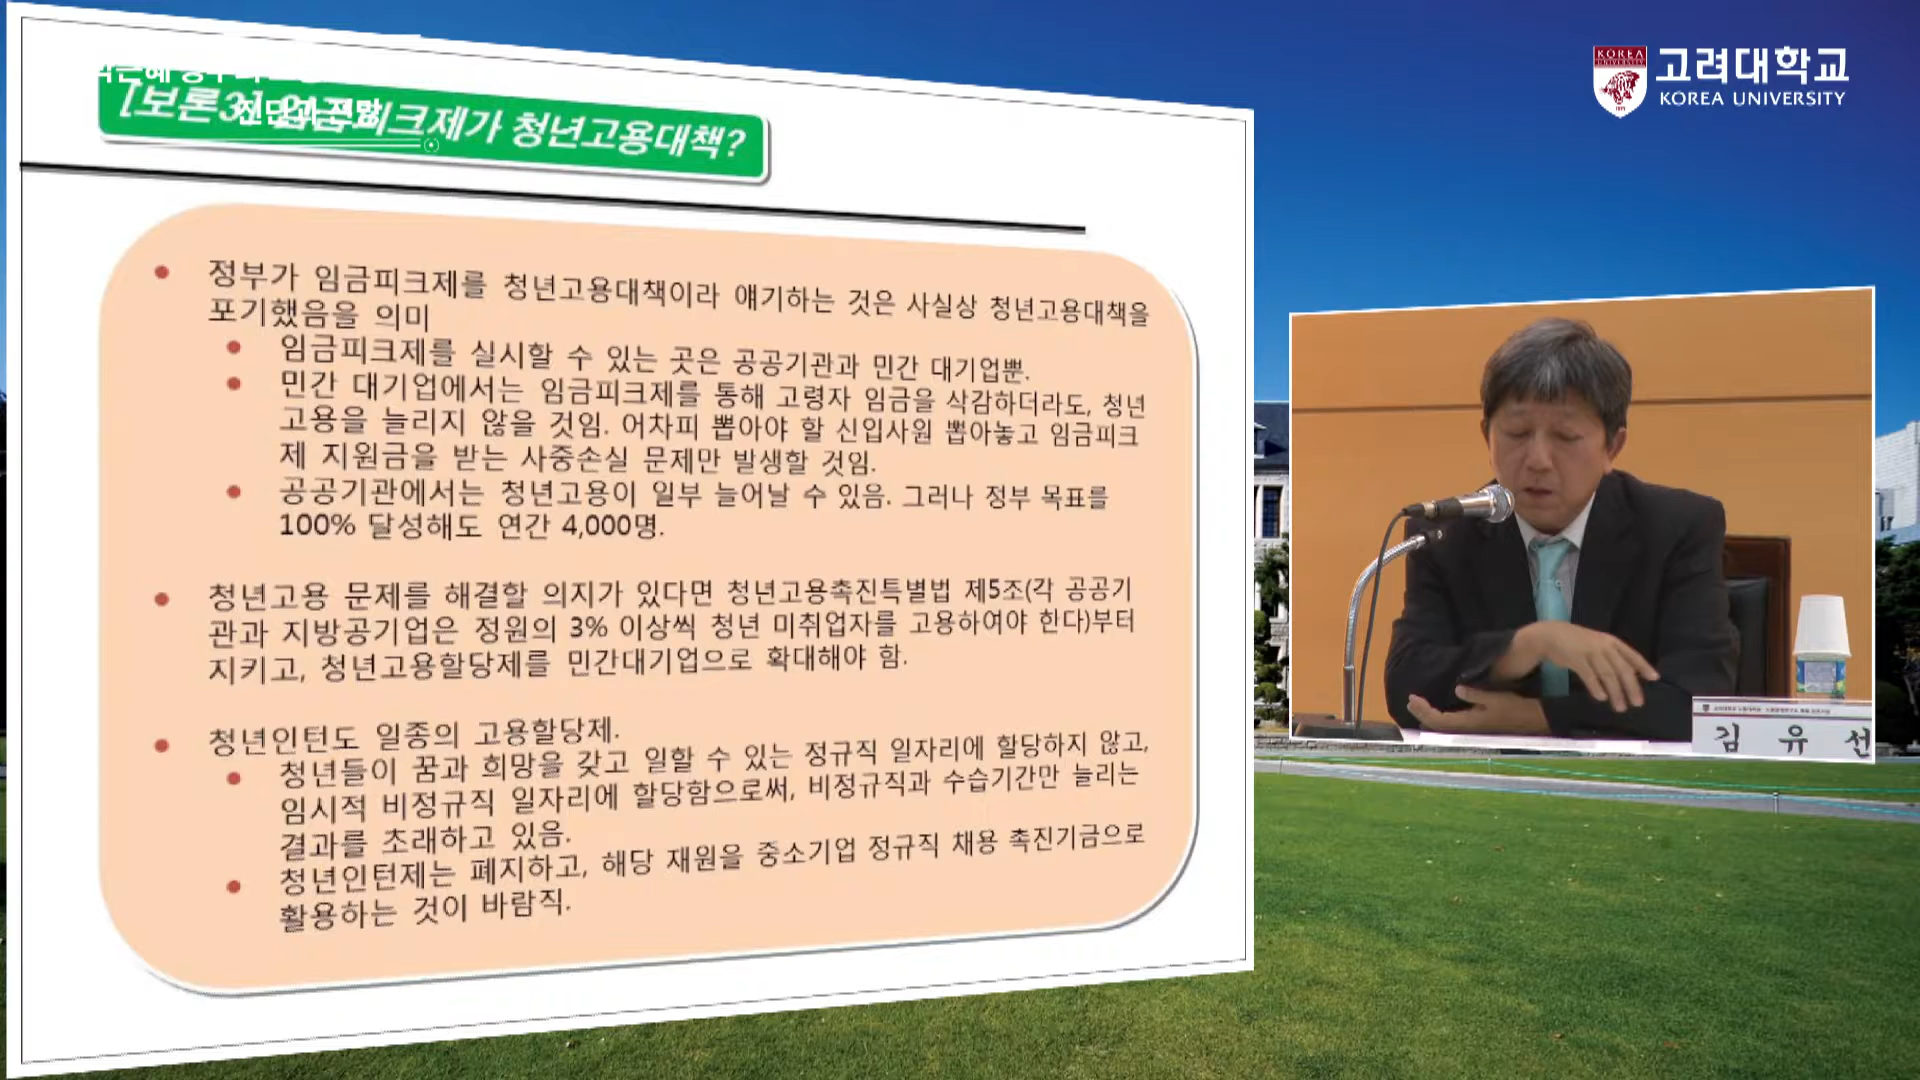 진단과 전망
[보론3] 임금피크제가 청년고용대책?
정부가 임금피크제를 청년고용대책이라 얘기하는 것은 사실상 청년고용대책을
포기했음을 의미
임금피크제를 실시할 수 있는 곳은 공공기관과 민간 대기업뿐.
민간 대기업에서는 임금피크제를 통해 고령자 임금을 삭감하더라도, 청년
고용을 늘리지 않을 것임. 어차피 뽑아야 할 신입사원 뽑아놓고 임금피크
제 지원금을 받는 사중손실 문제만 발생할 것임.
공공기관에서는 청년고용이 일부 늘어날 수 있음. 그러나 정부 목표를
100% 달성해도 연간 4,000명.
청년고용 문제를 해결할 의지가 있다면 청년고용촉진특별법 제5조(각 공공기
관과 지방공기업은 정원의 3% 이상씩 청년 미취업자를 고용하여야 한다)부터
지키고, 청년고용할당제를 민간대기업으로 확대해야 함.
청년인턴도 일종의 고용할당제.
청년들이 꿈과 희망을 갖고 일할 수 있는 정규직 일자리에 할당하지 않고,
임시적 비정규직 일자리에 할당함으로써, 비정규직과 수습기간만 늘리는
결과를 초래하고 있음.
청년인턴제는 폐지하고, 해당 재원을 중소기업 정규직 채용 촉진기금으로
활용하는 것이 바람직.
KOREA
고려대학교
KOREA UNIVERSITY
김 유 선